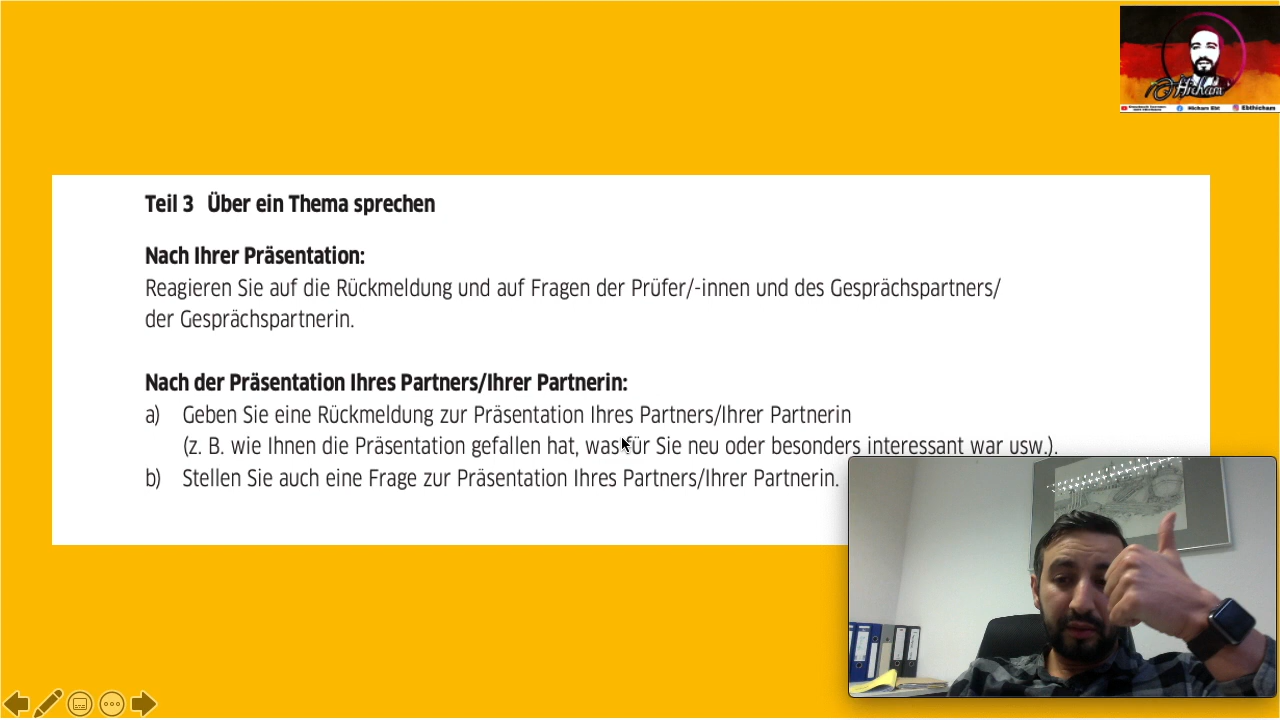 Hicham
Hicham Ebt
Ebthicham
Teil 3 Über ein Thema sprechen
Nach Ihrer Präsentation:
Reagieren Sie auf die Rückmeldung und auf Fragen der Prüfer/-innen und des Gesprächspartners/
der Gesprächspartnerin.
Nach der Präsentation Ihres Partners/Ihrer Partnerin:
a) Geben Sie eine Rückmeldung zur Präsentation Ihres Partners/Ihrer Partnerin
(z. B. wie Ihnen die Präsentation gefallen hat, was für Sie neu oder besonders interessant war usw.).
b) Stellen Sie auch eine Frage zur Präsentation Ihres Partners/Ihrer Partnerin.